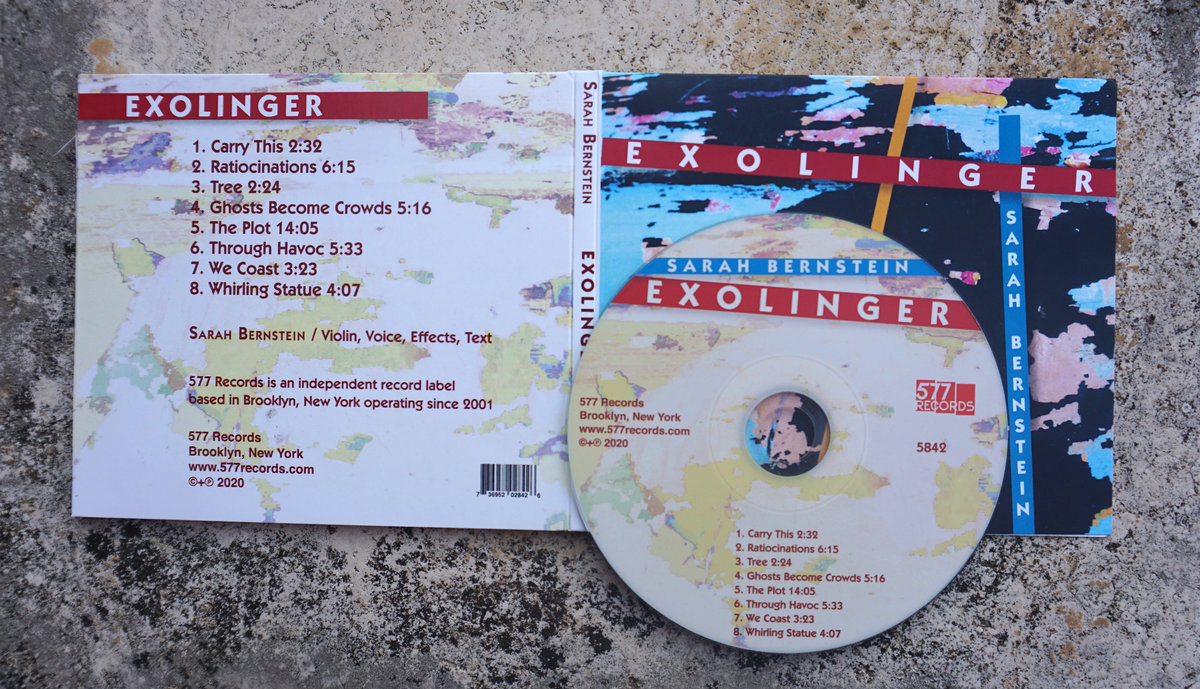 EXOLINGER
1. Carry This 2:32
2. Ratiocinations 6:15
3. Tree 2:24
4. Ghosts Become Crowds 5:16
5. The Plot 14:05
6. Through Havoc 5:33
7. We Coast 3:23
8. Whirling Statue 4:07
SARAH BERNSTEIN / Violin, Voice, Effects, Text
577 Records is an independent record label
based in Brooklyn, New York operating since 2001
577 Records
Brooklyn, New York
www.577records.com
©+℗ 2020
7 36952 02842 6
SARAH BERNSTEIN EXOLING
EXOLINGER
SARAH BERNSTEIN
SARAH BERNSTEIN
EXOLINGER
577 Records
Brooklyn, New York
www.577records.com
©+℗ 2020
577
RECORDS
5842
1. Carry This 2:32
2. Ratiocinations 6:15
3. Tree 2:24
4. Ghosts Become Crowds 5:16
5. The Plot 14:05
6. Through Havoc 5:33
7. We Coast 3:23
8. Whirling Statue 4:07